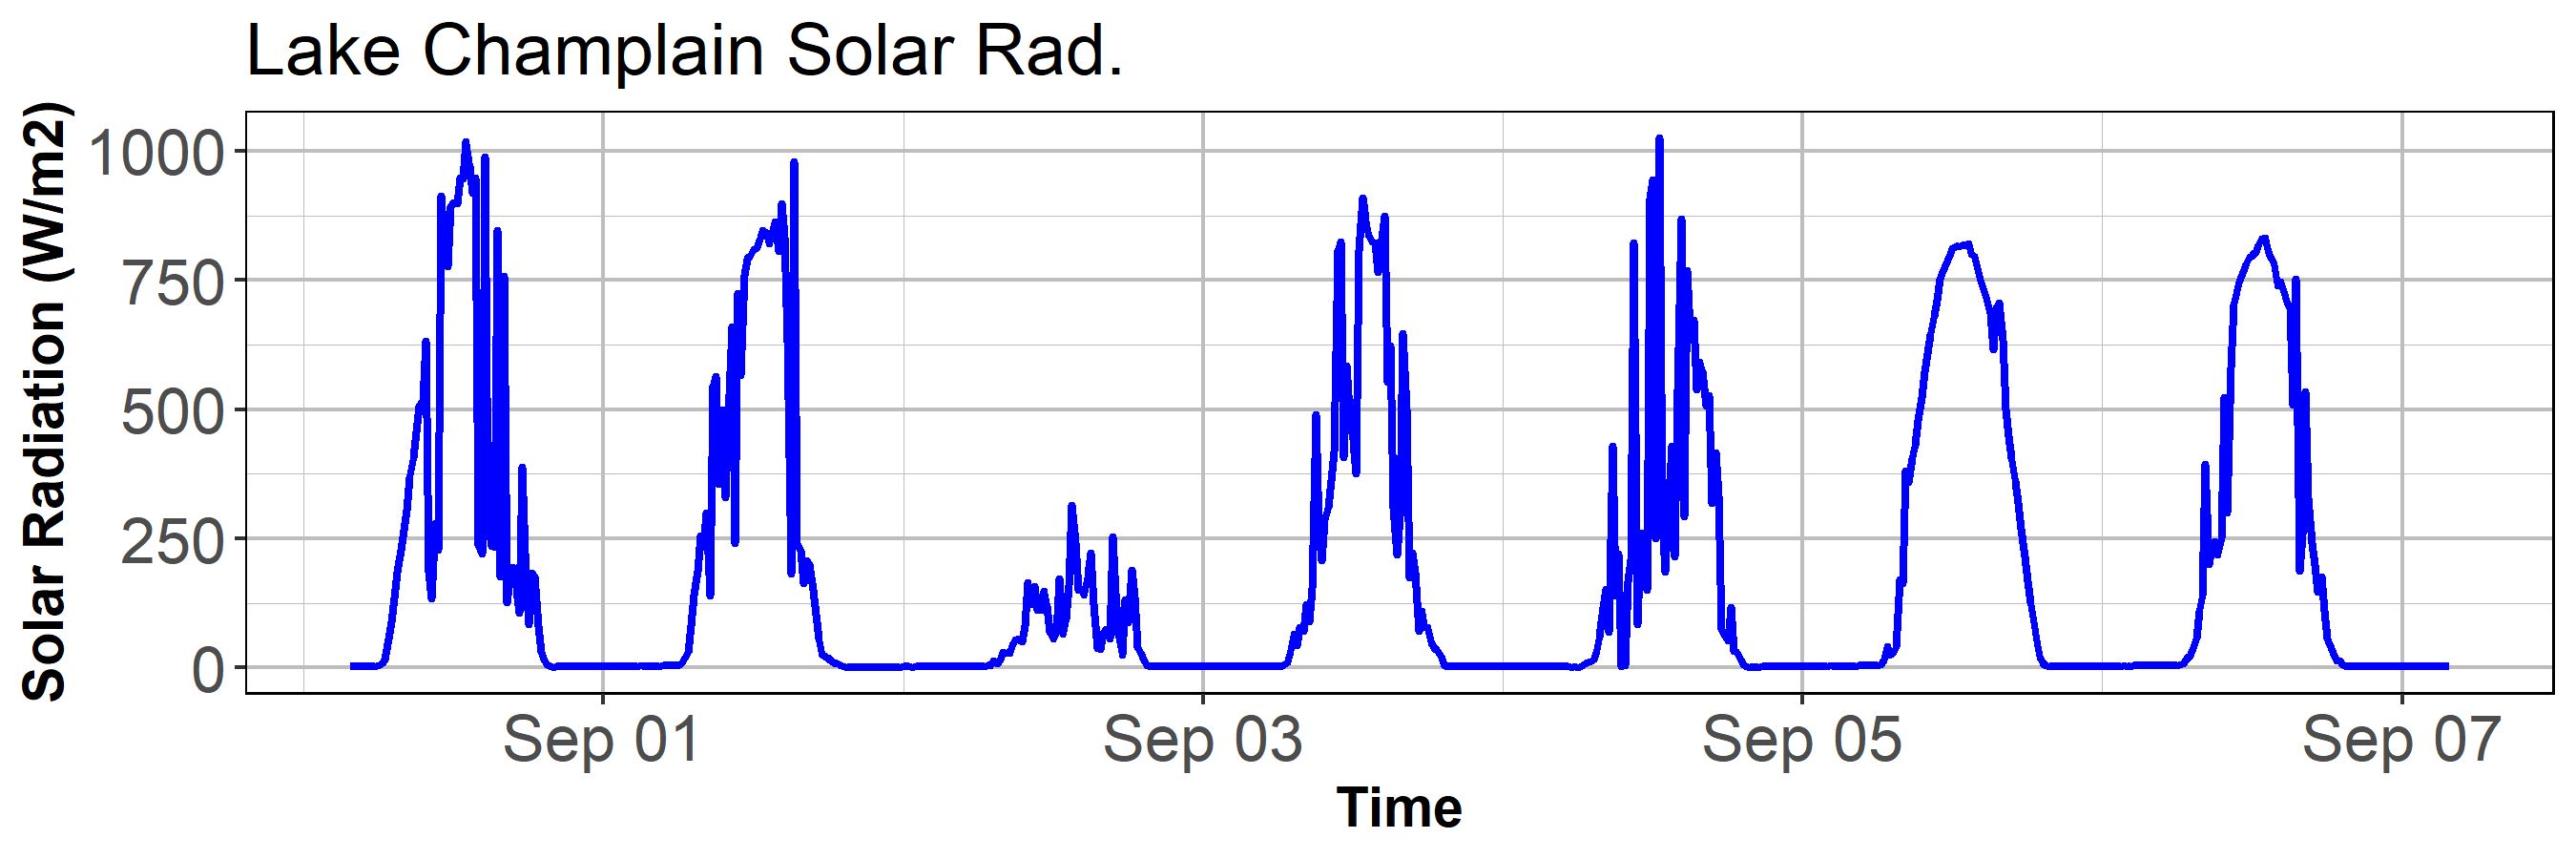 Lake Champlain Solar Rad.
Solar Radiation (W/m2)
1000
750
500
250
0
Sep 01 Sep 03 Sep 05 Sep 07
Time